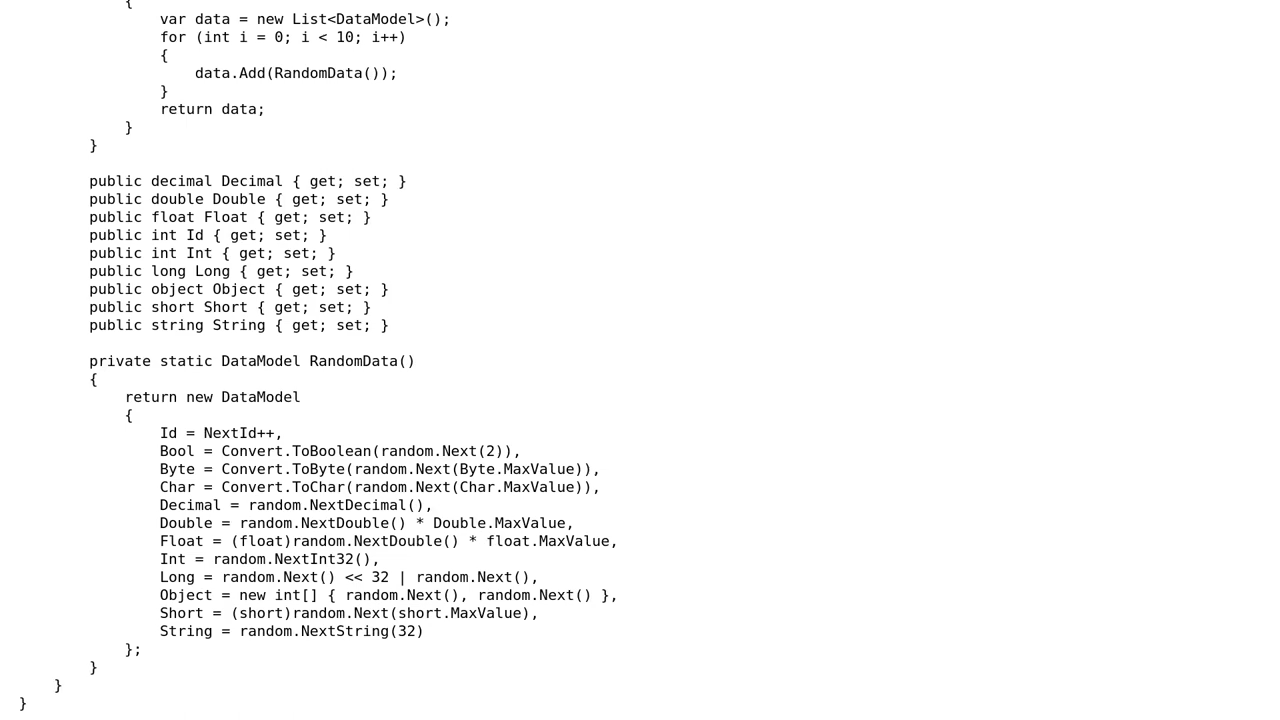 {
var data = new List<DataModel>();
for (int i = 0; i < 10; i++)
{
data.Add(RandomData());
}
return data;
}
}
public decimal Decimal { get; set; }
public double Double { get; set; }
public float Float { get; set; }
public int Id { get; set; }
public int Int { get; set; }
public long Long { get; set; }
public object Object { get; set; }
public short Short { get; set; }
public string String { get; set; }
private static DataModel RandomData()
{
return new DataModel
{
Id = NextId++,
Bool = Convert.ToBoolean(random.Next(2)),
Byte = Convert.ToByte(random.Next(Byte.MaxValue)),
Char = Convert.ToChar(random.Next(Char.MaxValue)),
Decimal = random.NextDecimal(),
Double = random.NextDouble() * Double.MaxValue,
Float = (float)random.NextDouble() * float.MaxValue,
Int = random.NextInt32(),
Long = random.Next() << 32 | random.Next(),
Object = new int[] { random.Next(), random.Next() },
Short = (short)random.Next(short.MaxValue),
String = random.NextString(32)
};
}
}
}